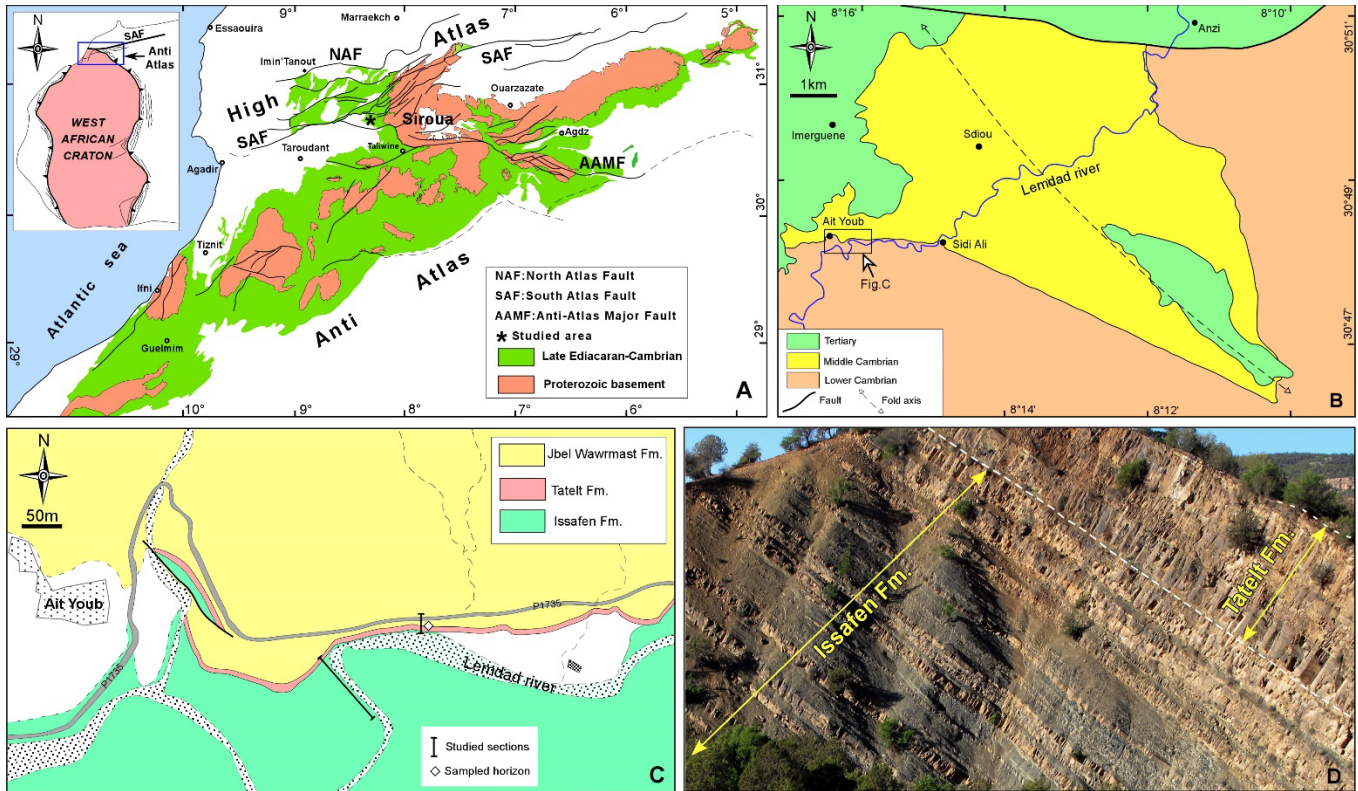 N
SAF
Anti
Atlas
WEST
AFRICAN
CRATON
9°
8°
7°
6°
5°
Marraekch
Essaouira
Atlas
NAF
SAF
Imin'Tanout
31°
Ouarzazate
High
Siroua
SAF
Agdz
Taroudant
Taliwine
AAMF
Agadir
30°
Tiznit
Atlas
Atlantic sea
Ifni
Anti
29°
29°
Guelmim
NAF:North Atlas Fault
SAF:South Atlas Fault
AAMF:Anti-Atlas Major Fault
* Studied area
Late Ediacaran-Cambrian
Proterozoic basement
A
10°
9°
8°
7°
6°
5°
8°16'
8°10'
N
Anzi
30°51'
1km
Imerguene
Sdiou
Lemdad river
30°49'
Ait Youb
Sidi Ali
Fig.C
30°47'
Tertiary
Middle Cambrian
Lower Cambrian
Fault
Fold axis
8°14'
8°12'
B
N
50m
Jbel Wawrmast Fm.
Tatelt Fm.
Issafen Fm.
Ait Youb
P1735
P1735
Lemdad river
Studied sections
Sampled horizon
C
Issafen Fm.
Tatelt Fm.
D